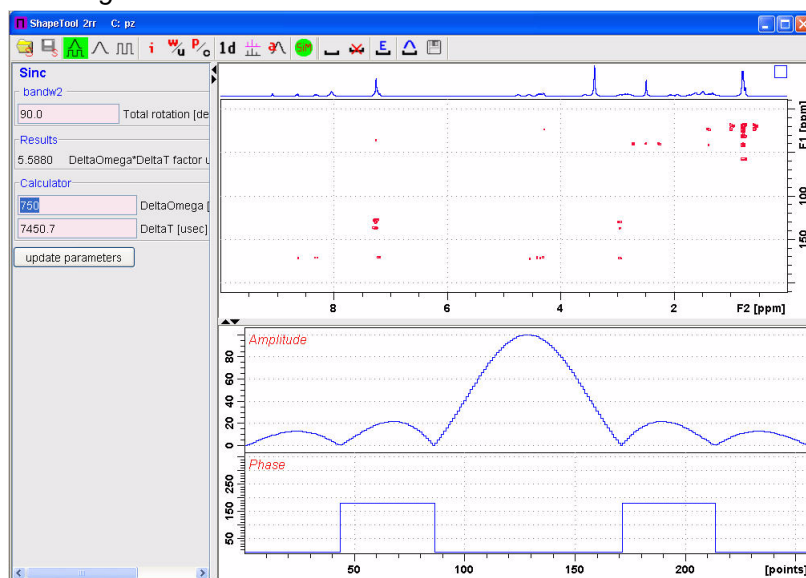 ShapeTool 2rr C: pz
i W/u P/c 1d SIM E
Sinc
bandw2
90.0 Total rotation [de
Results
5.5880 DeltaOmega*DeltaT factor u
Calculator
750 DeltaOmega [
7450.7 DeltaT [usec]
update parameters
F1 [ppm]
100
150
8 6 4 2 F2 [ppm]
Amplitude
80
60
40
20
0
Phase
250
150
50
50 100 150 200 [points]